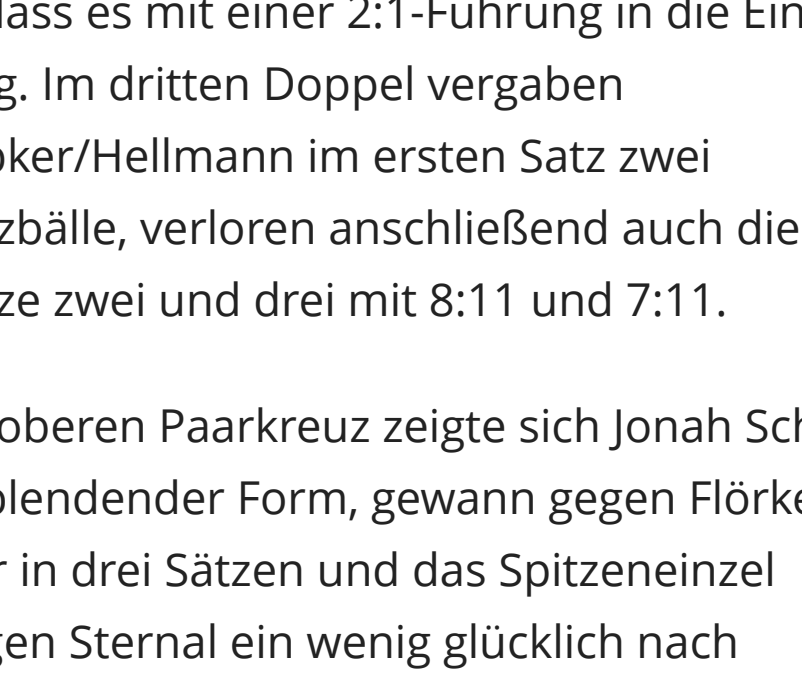 dass es mit einer 2:1-Führung in die Ein
g. Im dritten Doppel vergaben
oker/Hellmann im ersten Satz zwei
zbälle, verloren anschließend auch die
ze zwei und drei mit 8:11 und 7:11.
oberen Paarkreuz zeigte sich Jonah Sch
blendender Form, gewann gegen Flörke
r in drei Sätzen und das Spitzeneinzel
gen Sternal ein wenig glücklich nach